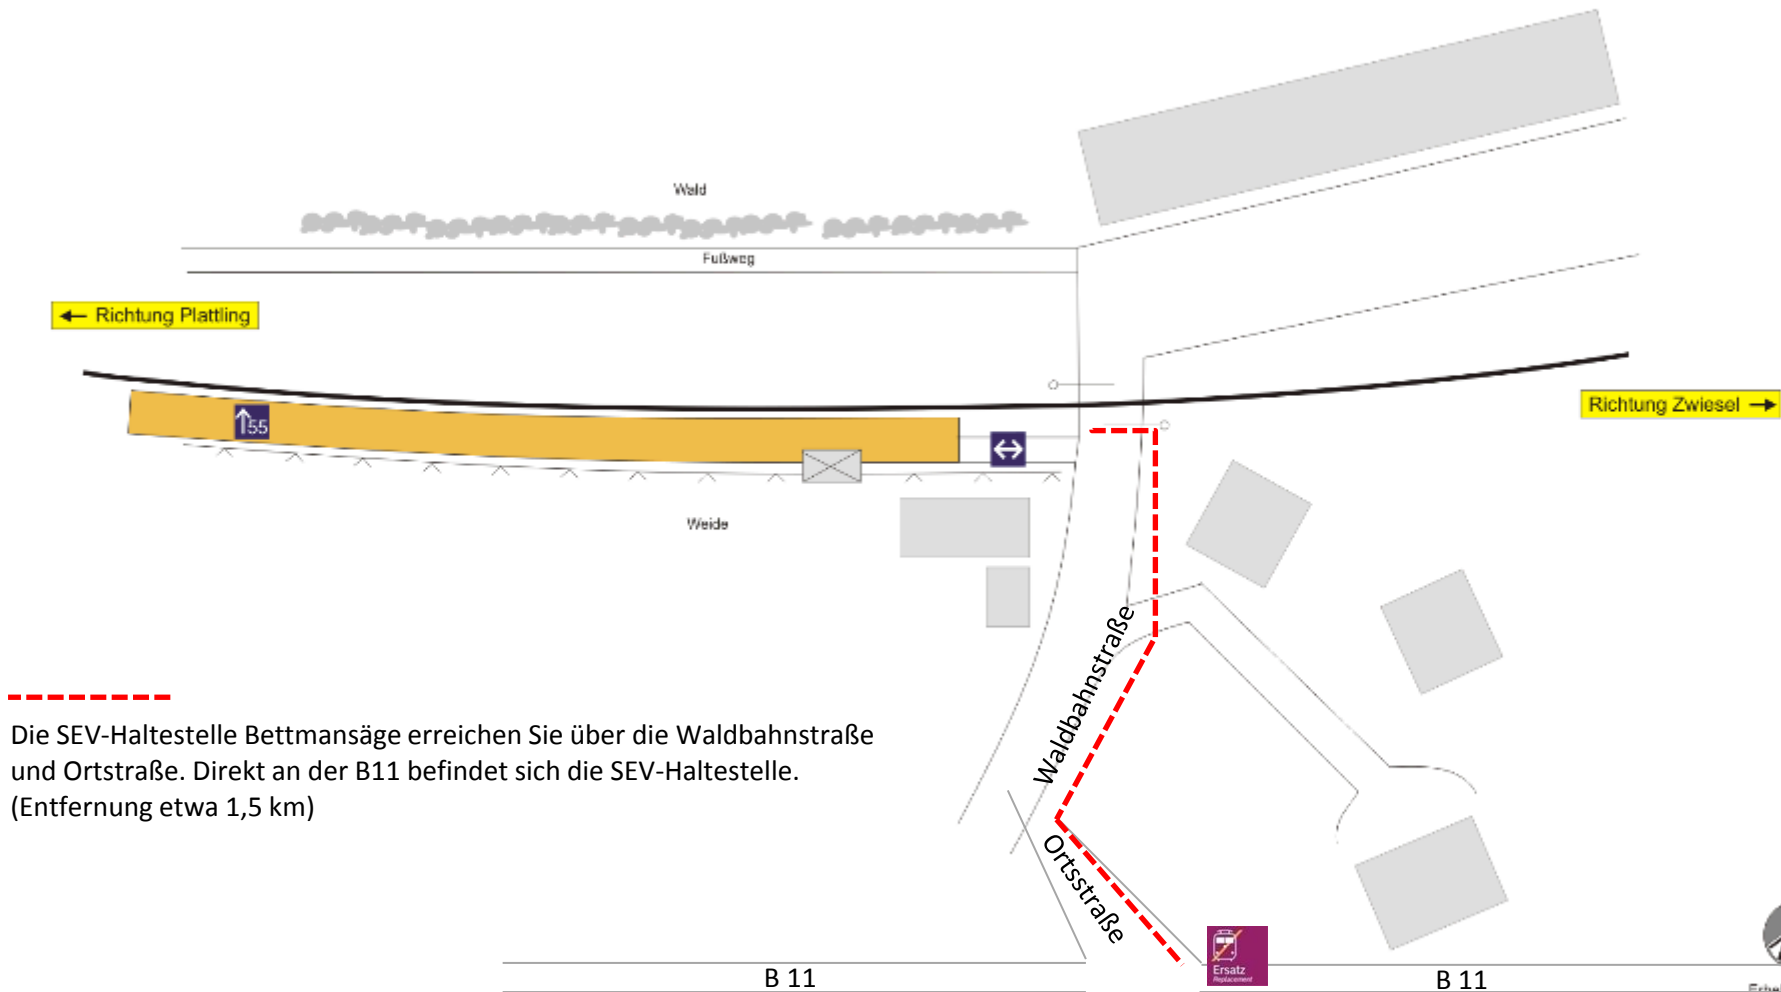 Wald
Fußweg
← Richtung Plattling
Richtung Zwiesel →
↑55
Weide
Waldbahnstraße
Die SEV-Haltestelle Bettmansäge erreichen Sie über die Waldbahnstraße
und Ortstraße. Direkt an der B11 befindet sich die SEV-Haltestelle.
(Entfernung etwa 1,5 km)
Ortsstraße
Ersatz
Replacement
B 11
B 11